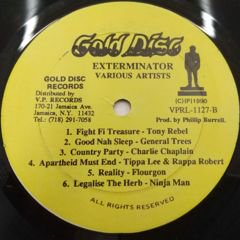 Gold Disc
EXTERMINATOR
VARIOUS ARTISTS
GOLD DISC
RECORDS
Distributed by
V.P. RECORDS
170-21 Jamaica Ave.
Jamaica, N.Y. 11432
Tel: (718) 291-7058
(C)(P)1990
VPRL-1127-B
Prod. by Phillip Burrell.
1. Fight Fi Treasure - Tony Rebel
2. Good Nah Sleep - General Trees
3. Country Party - Charlie Chaplain
4. Apartheid Must End - Tippa Lee & Rappa Robert
5. Reality - Flourgon
6. Legalise The Herb - Ninja Man
ALL RIGHTS RESERVED